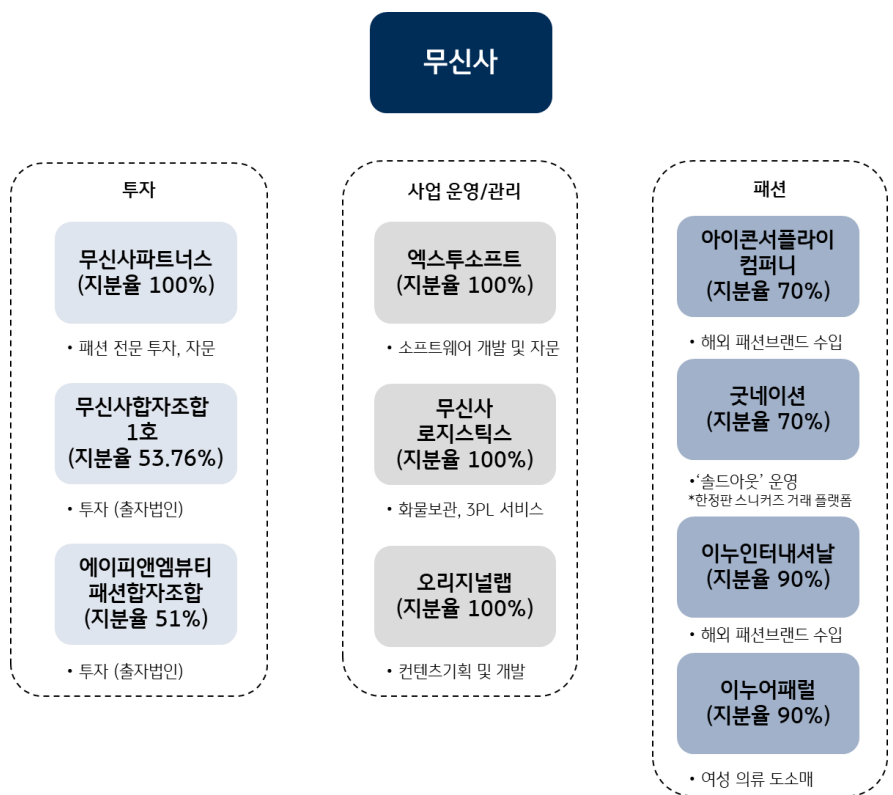 무신사
투자
무신사파트너스
(지분율 100%)
• 패션 전문 투자, 자문
무신사합자조합
1호
(지분율 53.76%)
• 투자 (출자법인)
에이피앤엠뷰티
패션합자조합
(지분율 51%)
• 투자 (출자법인)
사업 운영/관리
엑스투소프트
(지분율 100%)
• 소프트웨어 개발 및 자문
무신사
로지스틱스
(지분율 100%)
• 화물보관, 3PL 서비스
오리지널랩
(지분율 100%)
• 컨텐츠기획 및 개발
패션
아이콘서플라이
컴퍼니
(지분율 70%)
• 해외 패션브랜드 수입
굿네이션
(지분율 70%)
•‘솔드아웃’ 운영
*한정판 스니커즈 거래 플랫폼
이누인터내셔날
(지분율 90%)
• 해외 패션브랜드 수입
이누어패럴
(지분율 90%)
• 여성 의류 도소매